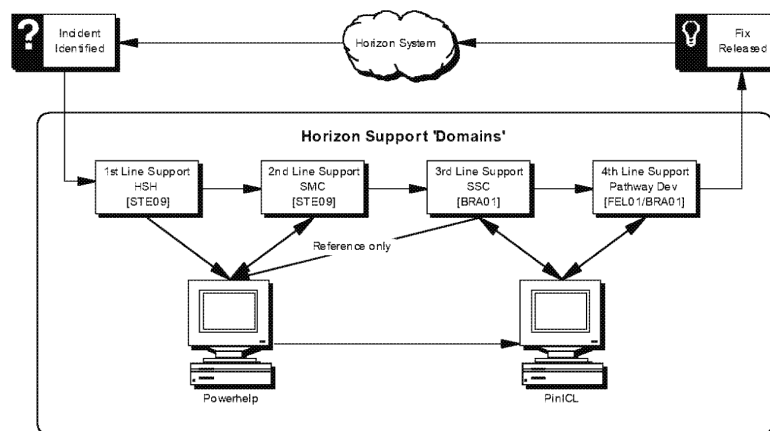 ?
Incident
Identified
Horizon System
Fix
Released
Horizon Support 'Domains'
1st Line Support
HSH
[STE09]
2nd Line Support
SMC
[STE09]
3rd Line Support
SSC
[BRA01]
4th Line Support
Pathway Dev
[FEL01/BRA01]
Reference only
Powerhelp
PinICL